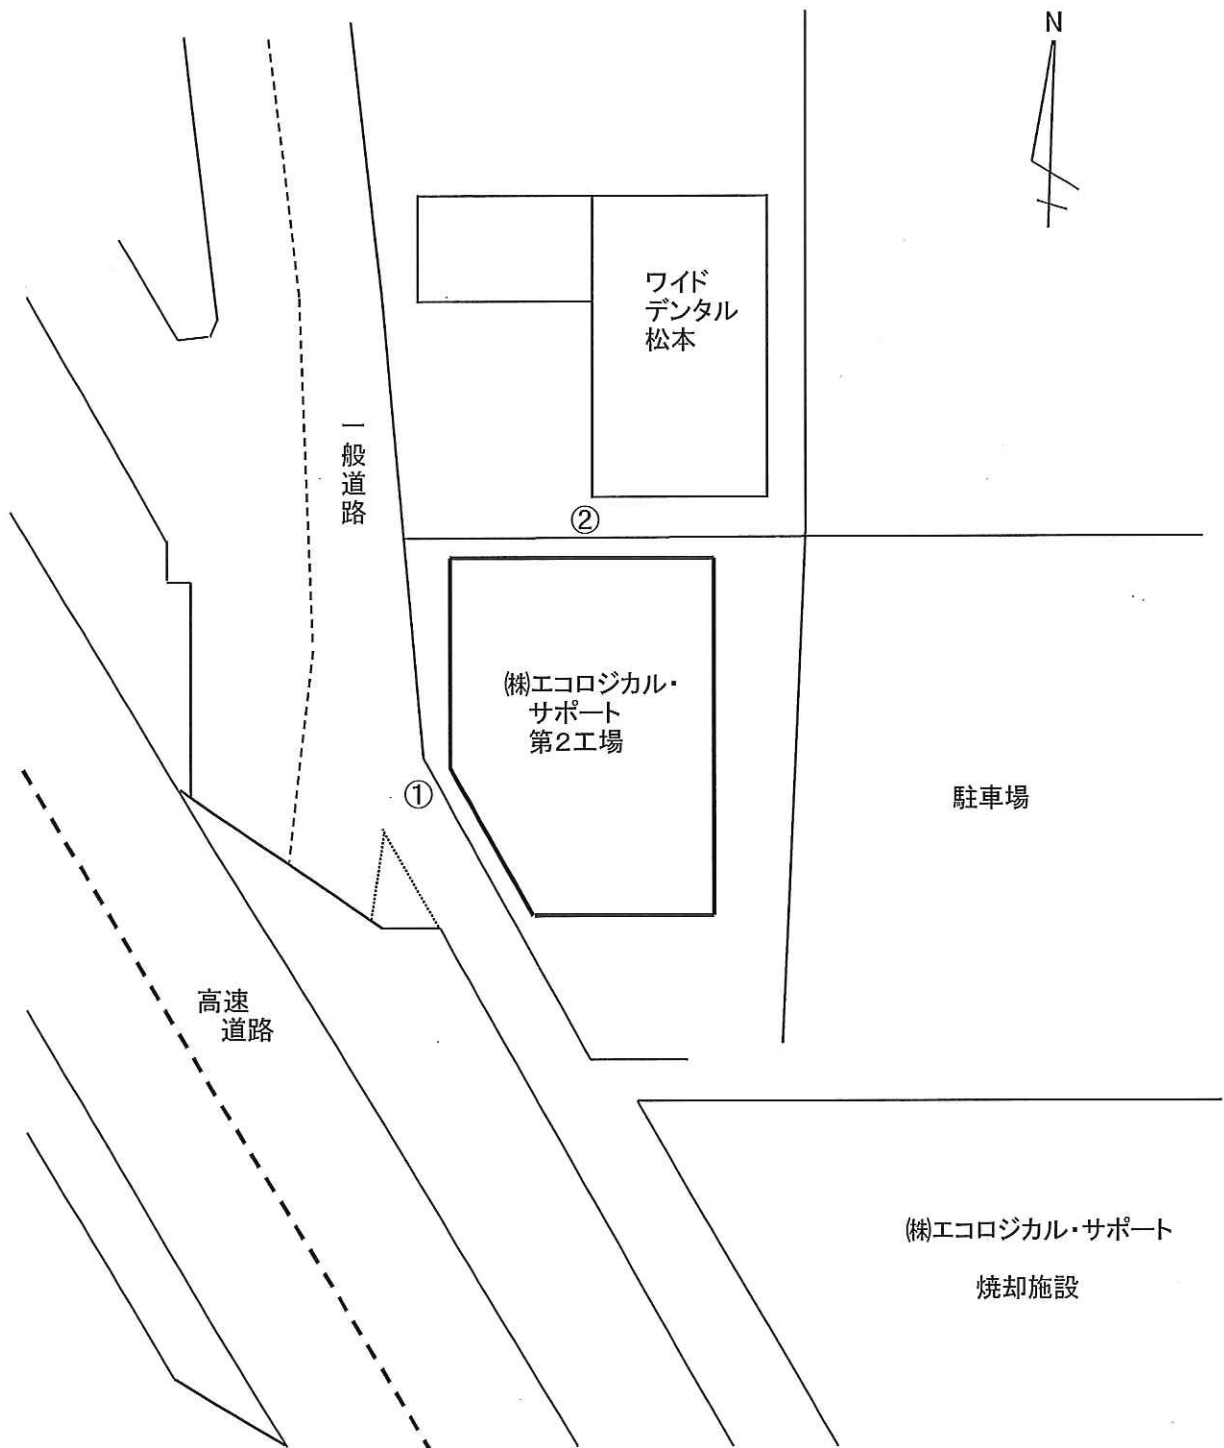 N
ワイド
デンタル
松本
一般道路
②
㈱エコロジカル・
サポート
第2工場
①
駐車場
高速
道路
㈱エコロジカル・サポート
焼却施設